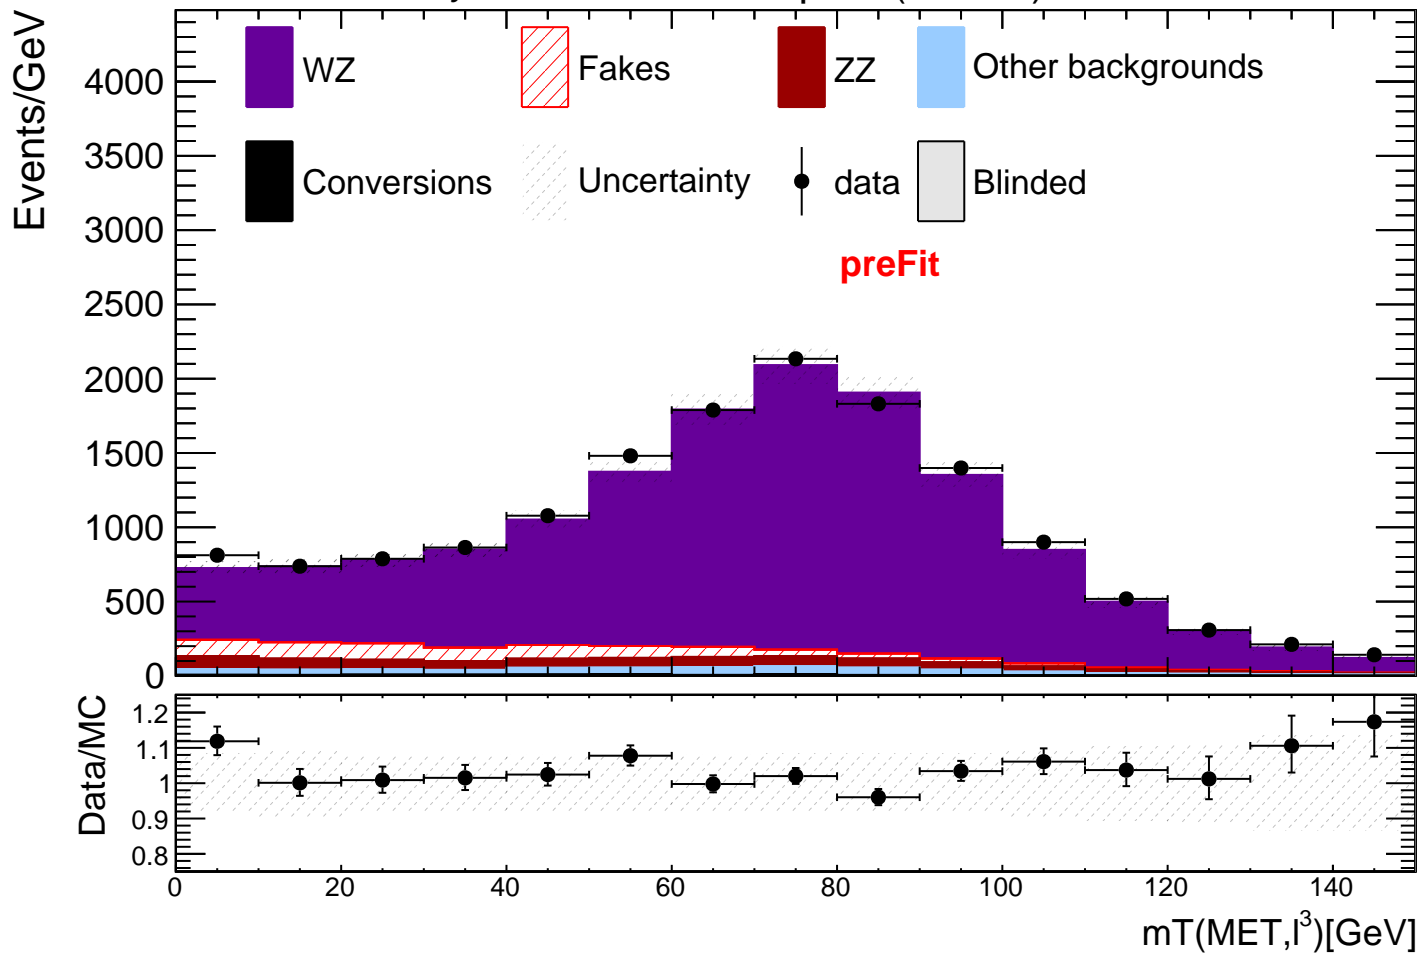 Events/GeV
WZ
Fakes
ZZ
Other backgrounds
Conversions
Uncertainty
data
Blinded
preFit
4000
3500
3000
2500
2000
1500
1000
500
0
Data/MC
1.2
1.1
1
0.9
0.8
0 20 40 60 80 100 120 140
mT(MET,l³)[GeV]